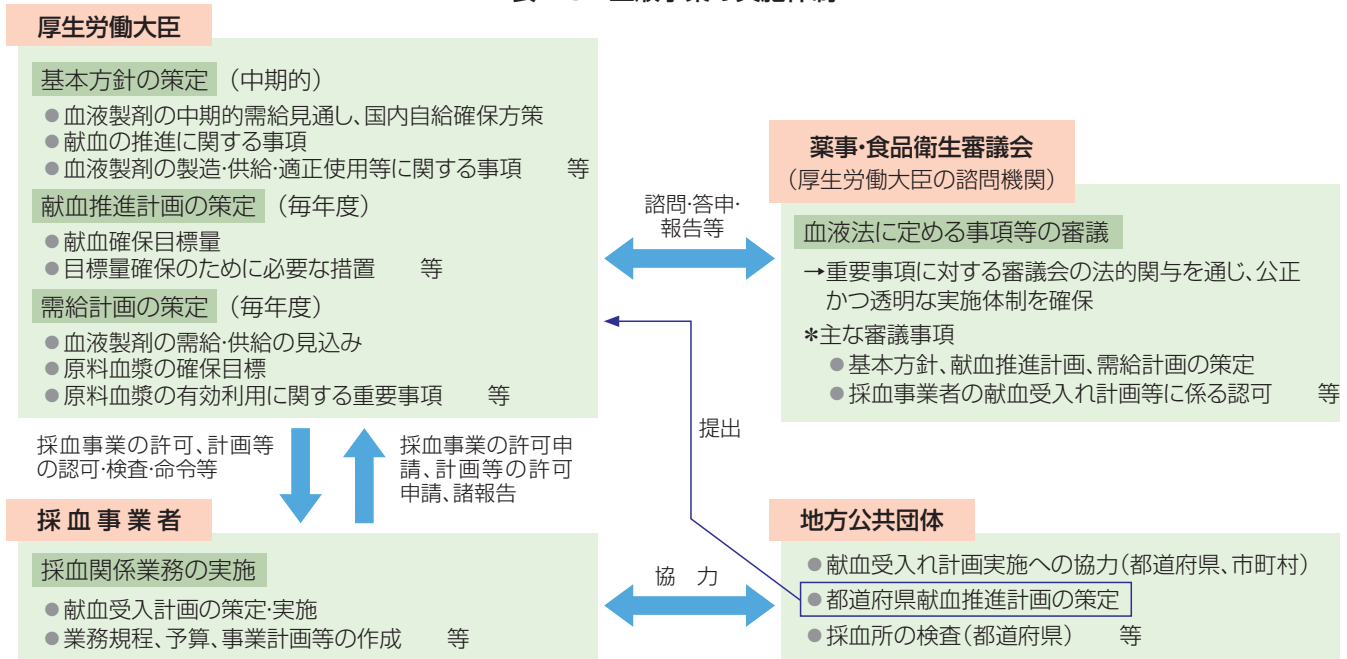 厚生労働大臣
基本方針の策定（中期的）
●血液製剤の中期的需給見通し、国内自給確保方策
●献血の推進に関する事項
●血液製剤の製造・供給・適正使用等に関する事項　等
献血推進計画の策定（毎年度）
●献血確保目標量
●目標量確保のために必要な措置　等
需給計画の策定（毎年度）
●血液製剤の需給・供給の見込み
●原料血漿の確保目標
●原料血漿の有効利用に関する重要事項　等
諮問・答申・
報告等
薬事・食品衛生審議会
（厚生労働大臣の諮問機関）
血液法に定める事項等の審議
→重要事項に対する審議会の法的関与を通じ、公正
かつ透明な実施体制を確保
＊主な審議事項
●基本方針、献血推進計画、需給計画の策定
●採血事業者の献血受入れ計画等に係る認可　等
採血事業の許可、計画等
の認可・検査・命令等
採血事業の許可申
請、計画等の許可
申請、諸報告
提出
採血事業者
採血関係業務の実施
●献血受入計画の策定・実施
●業務規程、予算、事業計画等の作成　等
協　力
地方公共団体
●献血受入れ計画実施への協力（都道府県、市町村）
●都道府県献血推進計画の策定
●採血所の検査（都道府県）　等